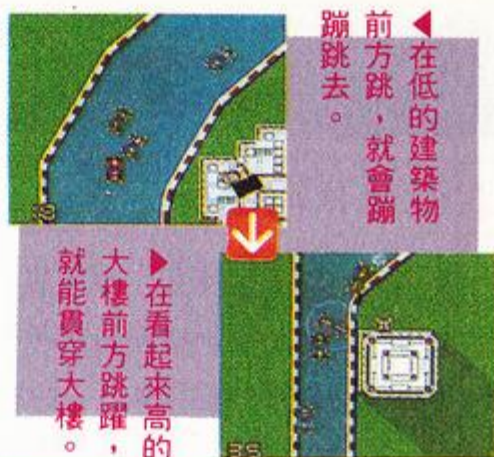 ◀在低的建築物
前方跳，就會蹦
蹦跳去。
▶在看起來高的
大樓前方跳躍，
就能貫穿大樓。